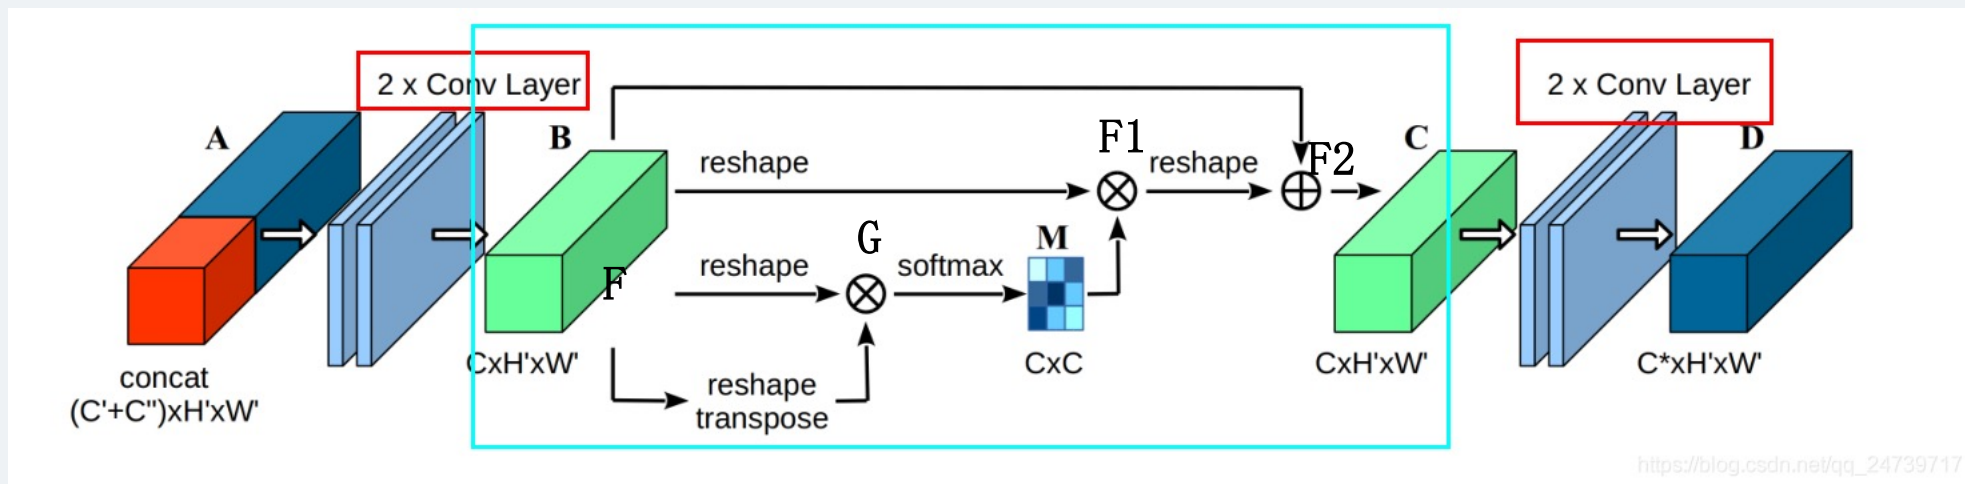 2 x Conv Layer
2 x Conv Layer
A
B
F1
C
D
reshape
reshape
F2
G
M
reshape
softmax
F
CxH'xW'
CxC
CxH'xW'
C*xH'xW'
concat
(C'+C")xH'xW'
reshape
transpose
https://blog.csdn.net/qq_24739717